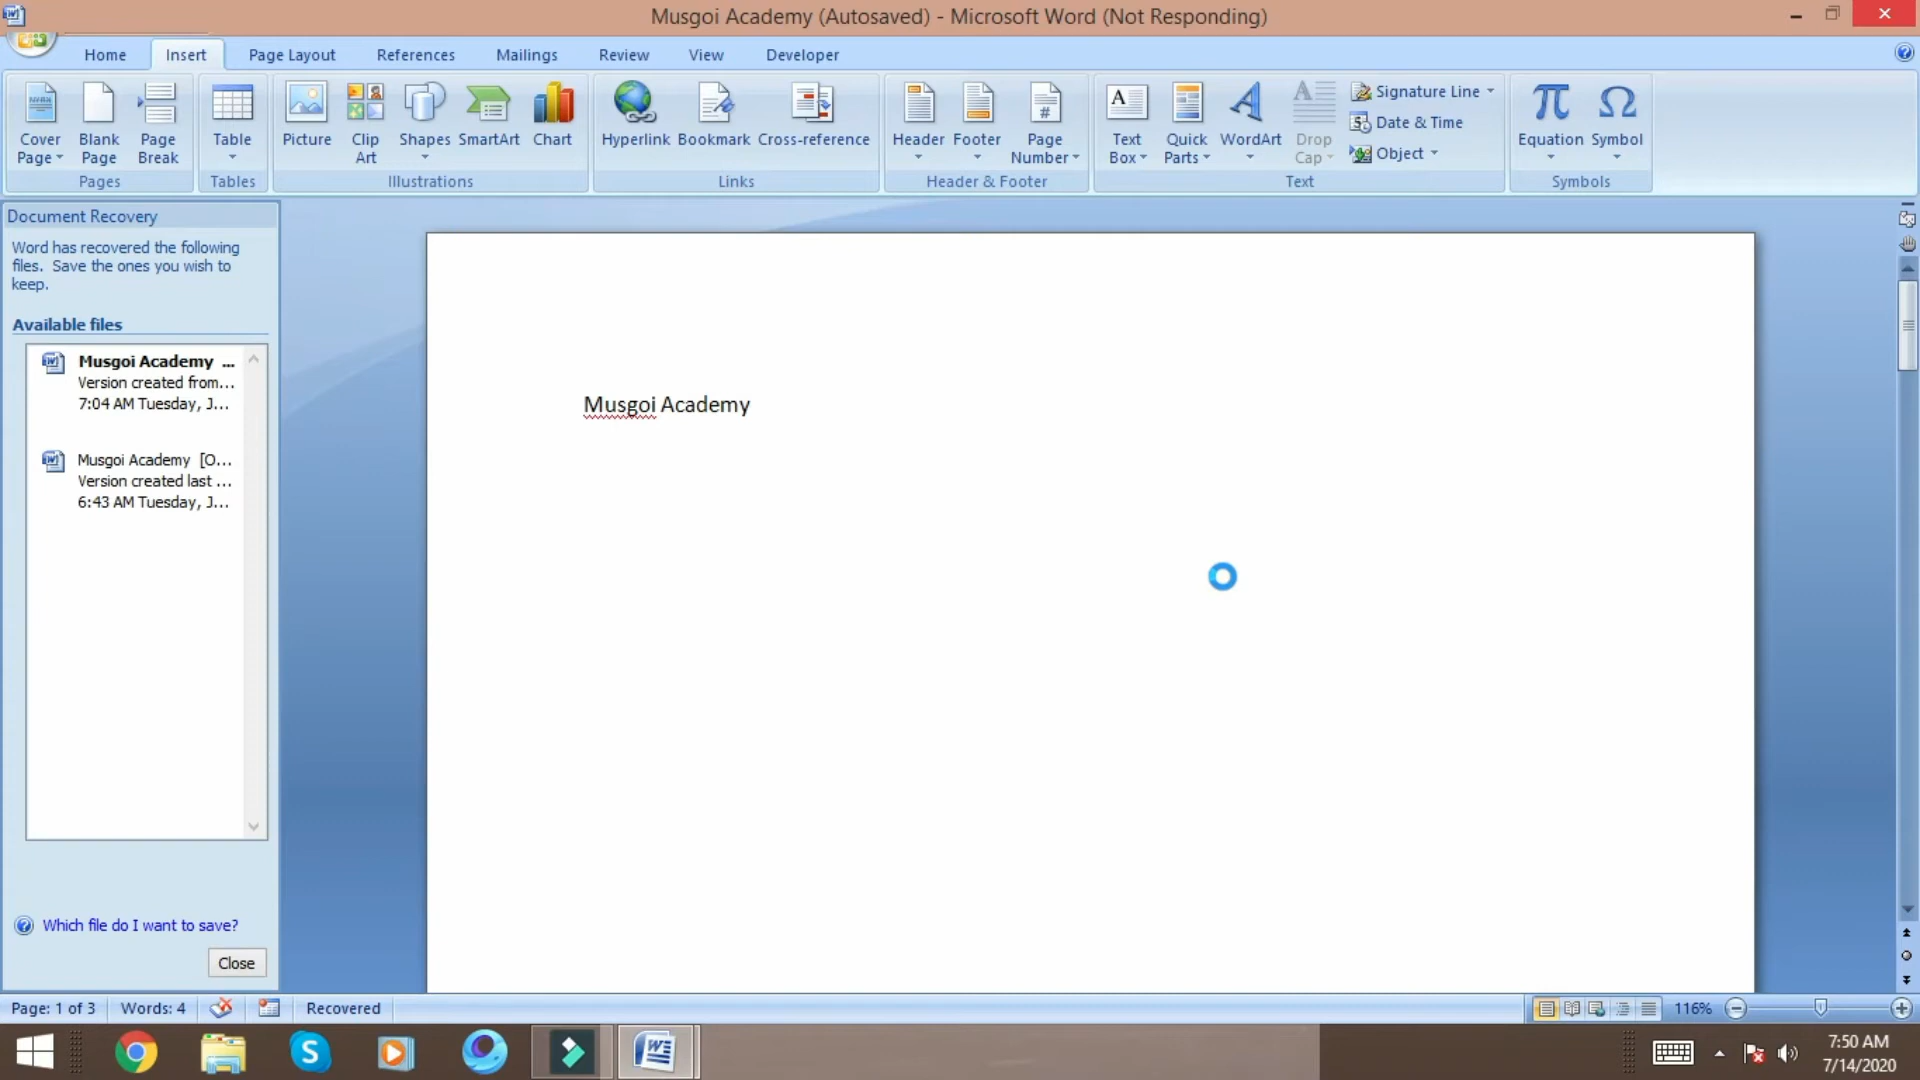 Musgoi Academy (Autosaved) - Microsoft Word (Not Responding)
Home Insert Page Layout References Mailings Review View Developer
Cover Page
Blank Page
Page Break
Pages
Table
Tables
Picture
Clip Art
Shapes
SmartArt
Chart
Illustrations
Hyperlink
Bookmark
Cross-reference
Links
Header
Footer
Page Number
Header & Footer
Text Box
Quick Parts
WordArt
Drop Cap
Signature Line
Date & Time
Object
Text
Equation
Symbol
Symbols
Document Recovery
Word has recovered the following
files. Save the ones you wish to
keep.
Available files
Musgoi Academy ...
Version created from...
7:04 AM Tuesday, J...
Musgoi Academy [O...
Version created last ...
6:43 AM Tuesday, J...
Which file do I want to save?
Close
Musgoi Academy
Page: 1 of 3 Words: 4 Recovered 116%
7:50 AM
7/14/2020